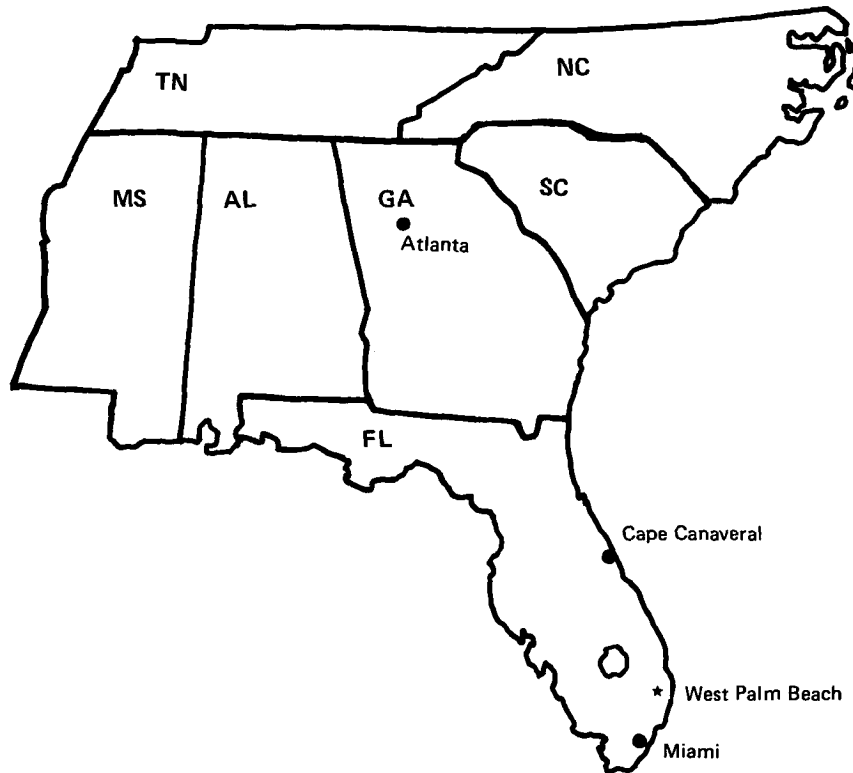 TN
NC
MS
AL
GA
SC
Atlanta
FL
Cape Canaveral
West Palm Beach
Miami